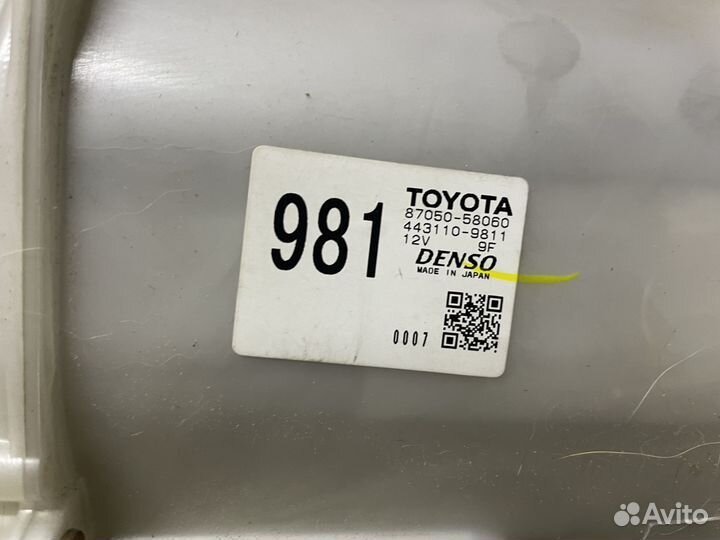 981
TOYOTA
87050-58060
443110-9811
12V 9F
DENSO
MADE IN JAPAN
0007
Avito